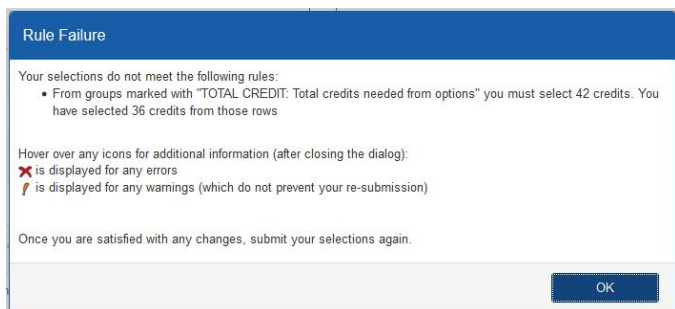 Rule Failure
Your selections do not meet the following rules:
• From groups marked with "TOTAL CREDIT: Total credits needed from options" you must select 42 credits. You
have selected 36 credits from those rows
Hover over any icons for additional information (after closing the dialog):
is displayed for any errors
is displayed for any warnings (which do not prevent your re-submission)
Once you are satisfied with any changes, submit your selections again.
OK